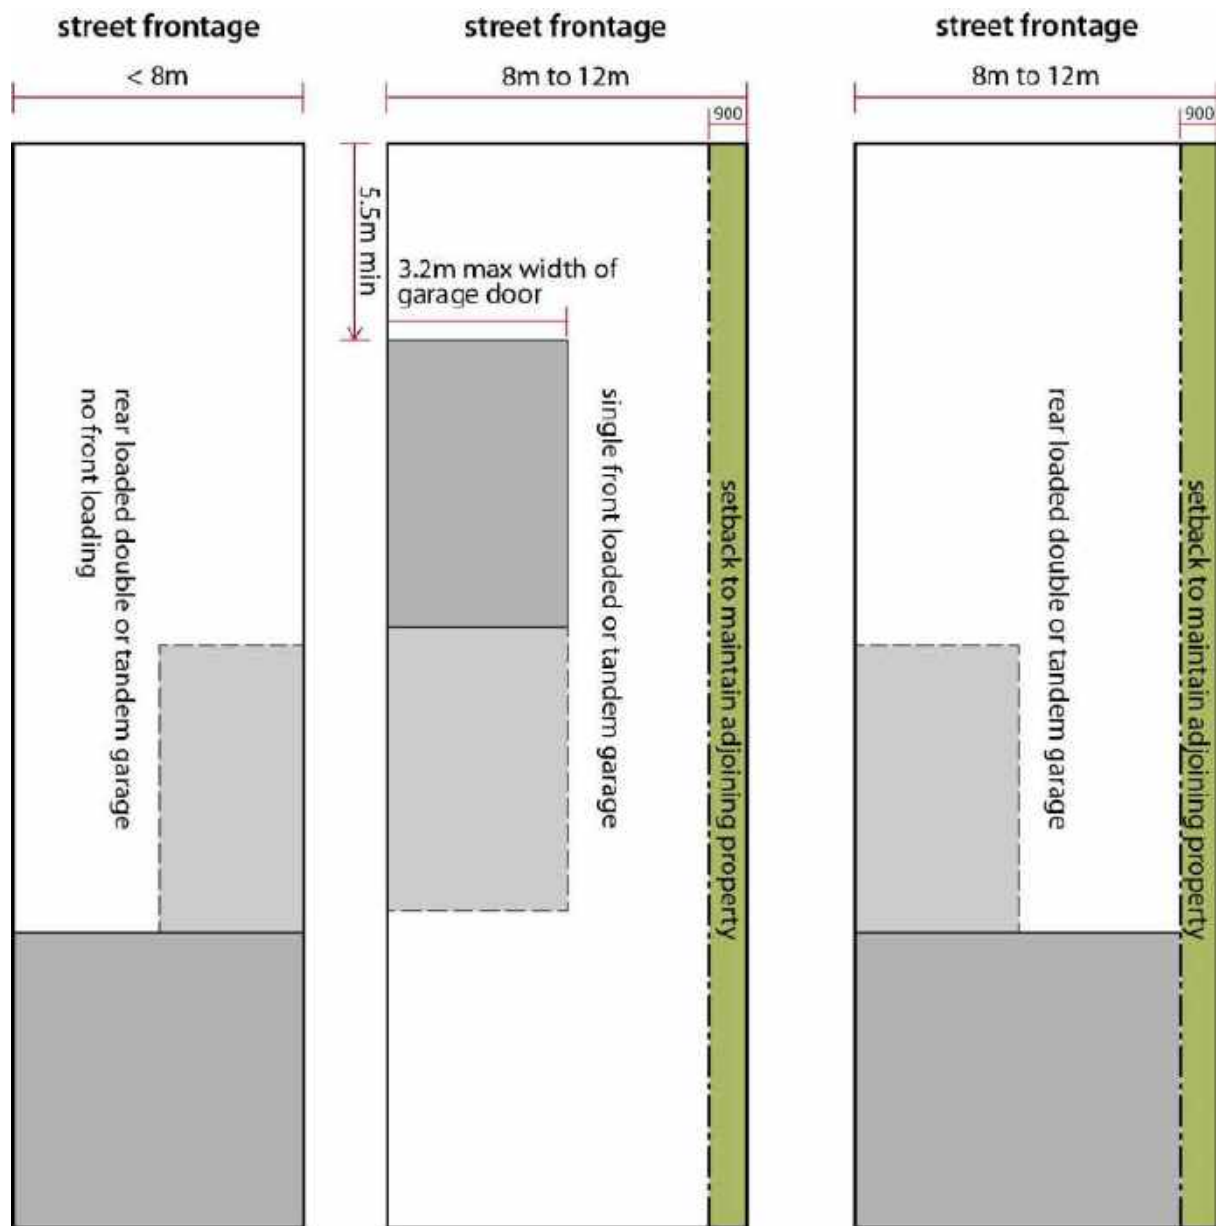 street frontage
< 8m
rear loaded double or tandem garage
no front loading
street frontage
8m to 12m
900
5.5m min
3.2m max width of
garage door
single front loaded or tandem garage
setback to maintain adjoining property
street frontage
8m to 12m
900
rear loaded double or tandem garage
setback to maintain adjoining property